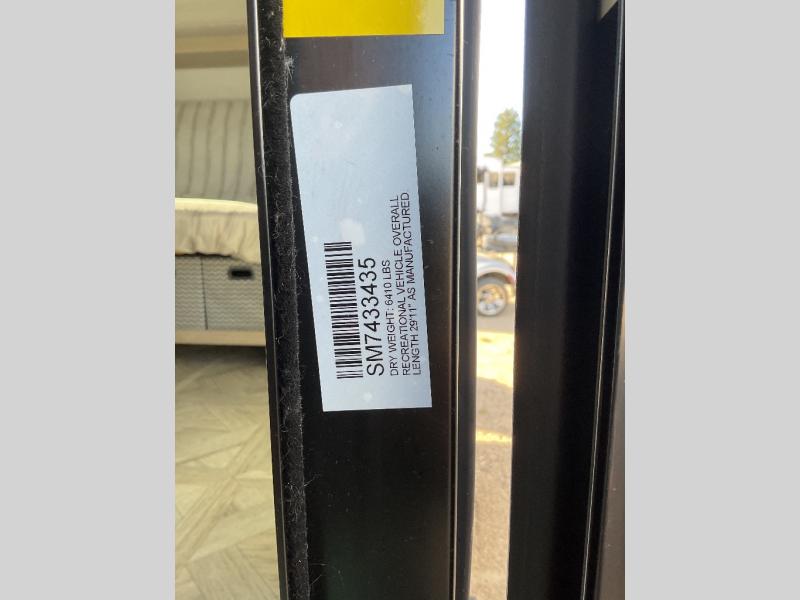 SM7433435
DRY WEIGHT: 6410 LBS
RECREATIONAL VEHICLE OVERALL
LENGTH 29'11" AS MANUFACTURED